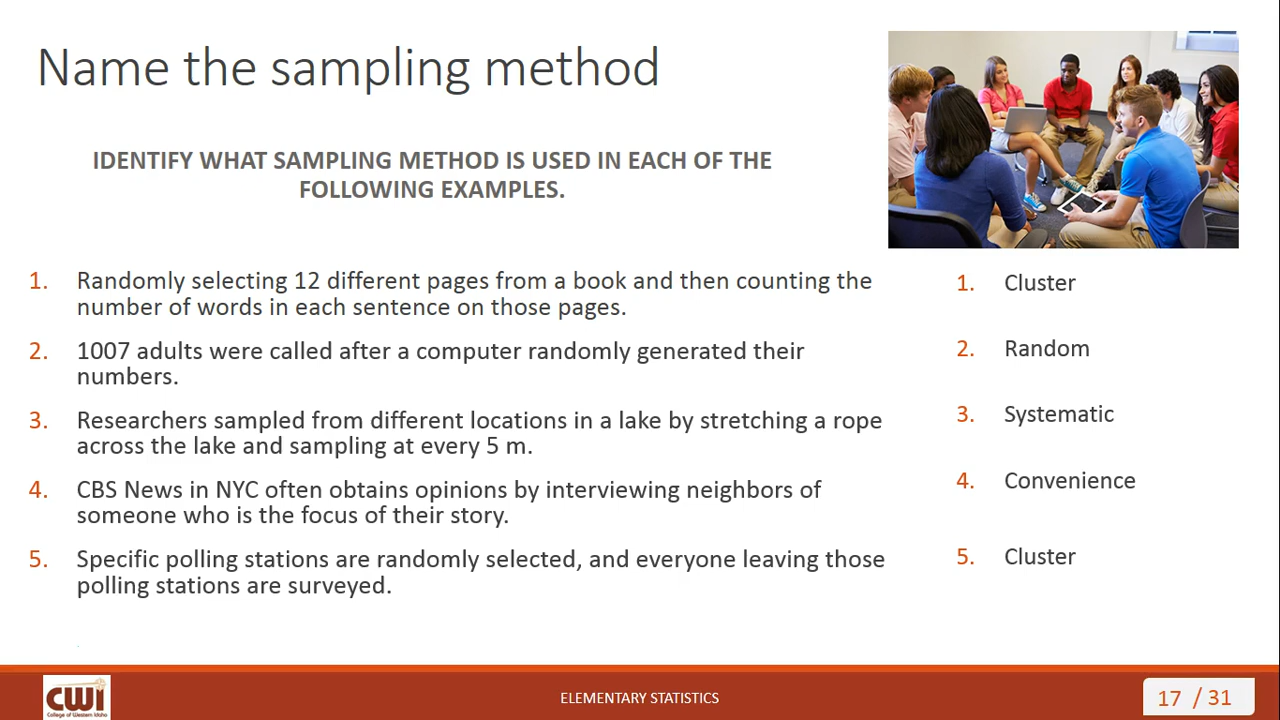 Name the sampling method
IDENTIFY WHAT SAMPLING METHOD IS USED IN EACH OF THE
FOLLOWING EXAMPLES.
1. Randomly selecting 12 different pages from a book and then counting the
number of words in each sentence on those pages.
2. 1007 adults were called after a computer randomly generated their
numbers.
3. Researchers sampled from different locations in a lake by stretching a rope
across the lake and sampling at every 5 m.
4. CBS News in NYC often obtains opinions by interviewing neighbors of
someone who is the focus of their story.
5. Specific polling stations are randomly selected, and everyone leaving those
polling stations are surveyed.
1. Cluster
2. Random
3. Systematic
4. Convenience
5. Cluster
CWI
College of Western Idaho
ELEMENTARY STATISTICS
17 / 31